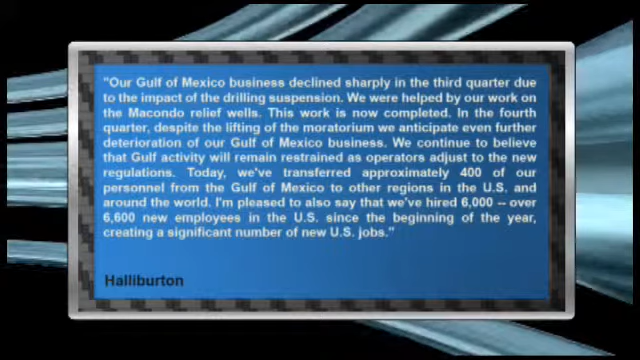 "Our Gulf of Mexico business declined sharply in the third quarter due
to the impact of the drilling suspension. We were helped by our work on
the Macondo relief wells. This work is now completed. In the fourth
quarter, despite the lifting of the moratorium we anticipate even further
deterioration of our Gulf of Mexico business. We continue to believe
that Gulf activity will remain restrained as operators adjust to the new
regulations. Today, we've transferred approximately 400 of our
personnel from the Gulf of Mexico to other regions in the U.S. and
around the world. I'm pleased to also say that we've hired 6,000 -- over
6,600 new employees in the U.S. since the beginning of the year,
creating a significant number of new U.S. jobs."
Halliburton